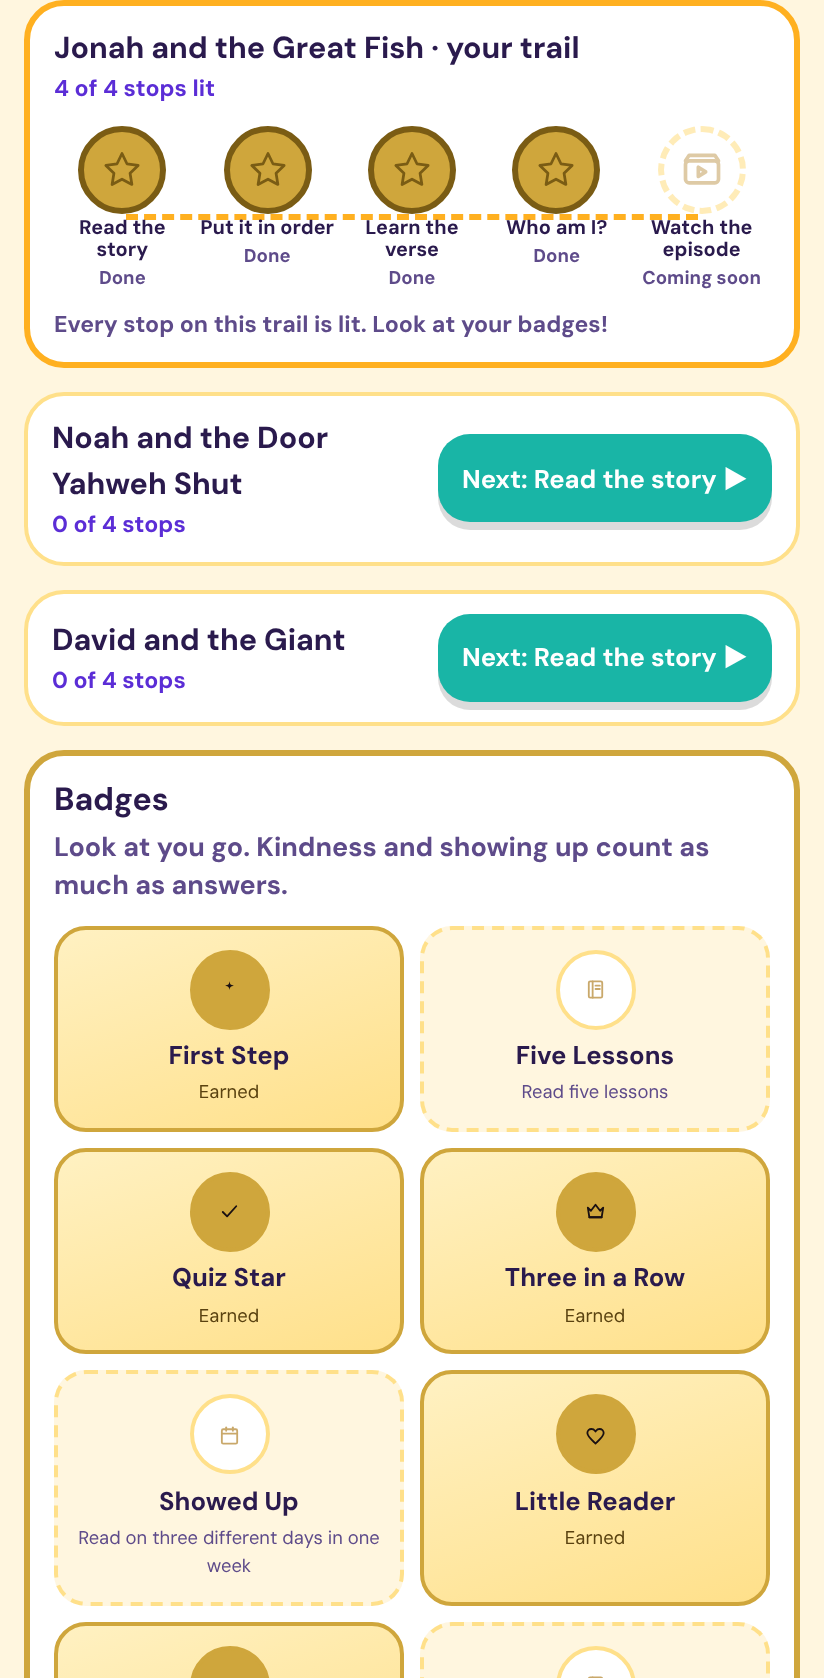 Jonah and the Great Fish · your trail
4 of 4 stops lit
Read the story
Done
Put it in order
Done
Learn the verse
Done
Who am I?
Done
Watch the episode
Coming soon
Every stop on this trail is lit. Look at your badges!
Noah and the Door
Yahweh Shut
0 of 4 stops
Next: Read the story ▶
David and the Giant
0 of 4 stops
Next: Read the story ▶
Badges
Look at you go. Kindness and showing up count as
much as answers.
First Step
Earned
Five Lessons
Read five lessons
Quiz Star
Earned
Three in a Row
Earned
Showed Up
Read on three different days in one
week
Little Reader
Earned